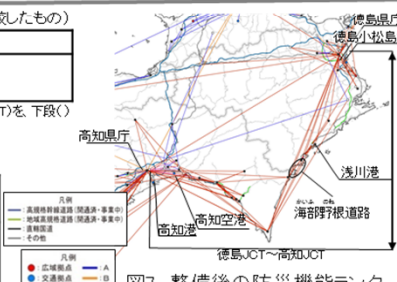 較したもの)
徳島県庁
徳島小松島
T)を、下段()
高知県庁
浅川港
かいふ のね
海部野根道路
高知空港
高知港
徳島JCT～高知JCT
凡例
:高規格幹線道路(開通済・事業中)
:地域高規格道路(開通済・事業中)
:直轄国道
:その他
凡例
:広域拠点
:A
:交通拠点
:B
図7 整備後の防災機能ランク